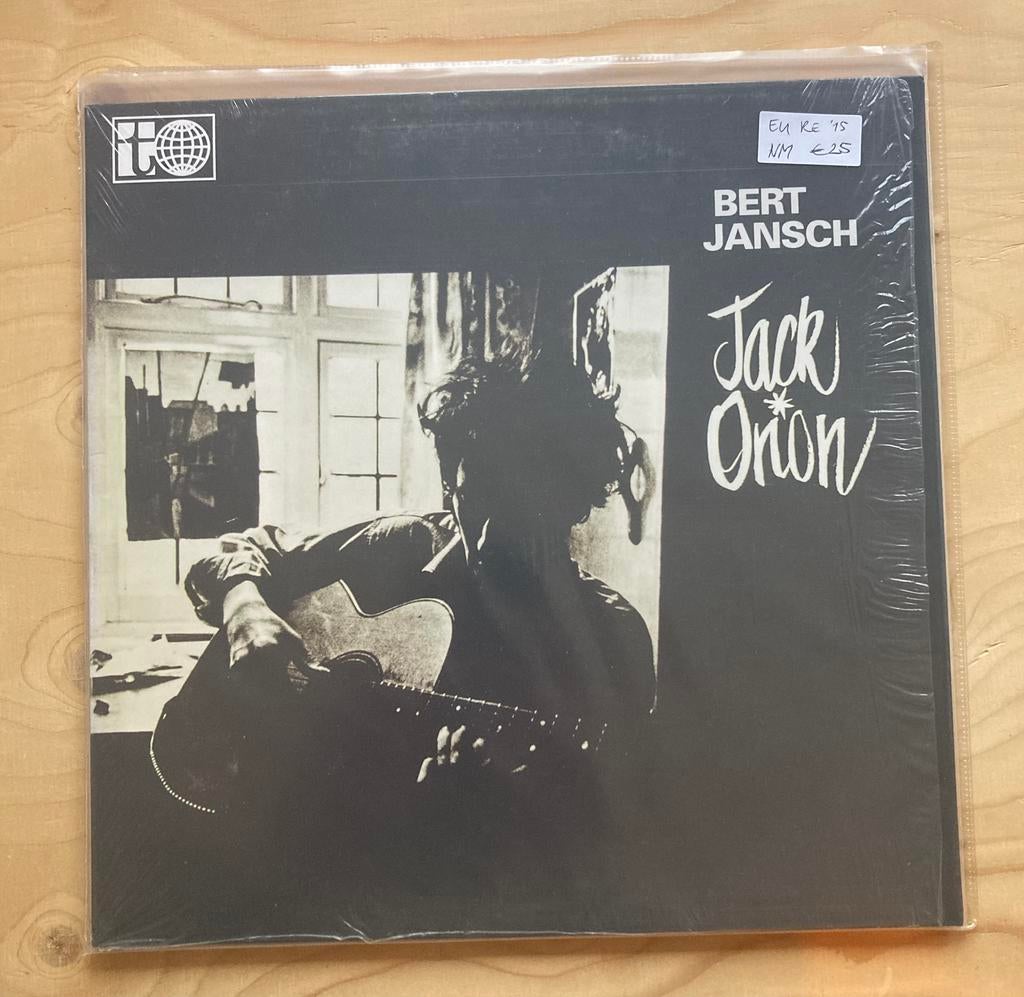 it
EU RE '15
NM €25
BERT
JANSCH
Jack
Orion